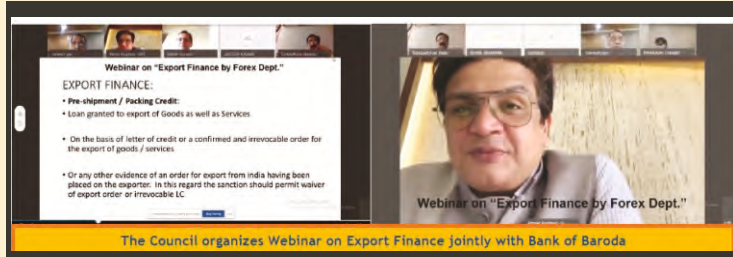 Webinar on "Export Finance by Forex Dept."
EXPORT FINANCE:
• Pre-shipment / Packing Credit:
• Loan granted to export of Goods as well as Services
• On the basis of letter of credit or a confirmed and irrevocable order for
the export of goods / services
• Or any other evidence of an order for export from India having been
placed on the exporter. In this regard the sanction should permit waiver
of export order or irrevocable LC
Webinar on "Export Finance by Forex Dept."
The Council organizes Webinar on Export Finance jointly with Bank of Baroda